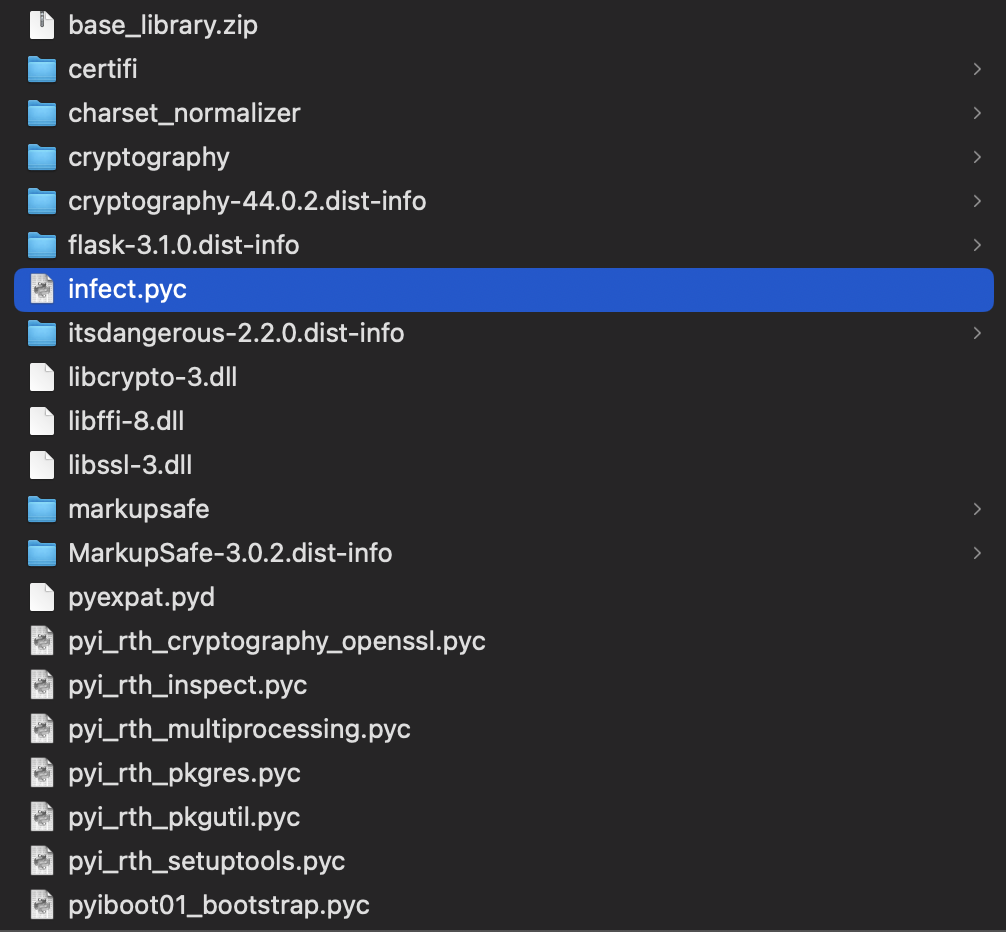 base_library.zip
certifi
charset_normalizer
cryptography
cryptography-44.0.2.dist-info
flask-3.1.0.dist-info
infect.pyc
itsdangerous-2.2.0.dist-info
libcrypto-3.dll
libffi-8.dll
libssl-3.dll
markupsafe
MarkupSafe-3.0.2.dist-info
pyexpat.pyd
pyi_rth_cryptography_openssl.pyc
pyi_rth_inspect.pyc
pyi_rth_multiprocessing.pyc
pyi_rth_pkgres.pyc
pyi_rth_pkgutil.pyc
pyi_rth_setuptools.pyc
pyiboot01_bootstrap.pyc